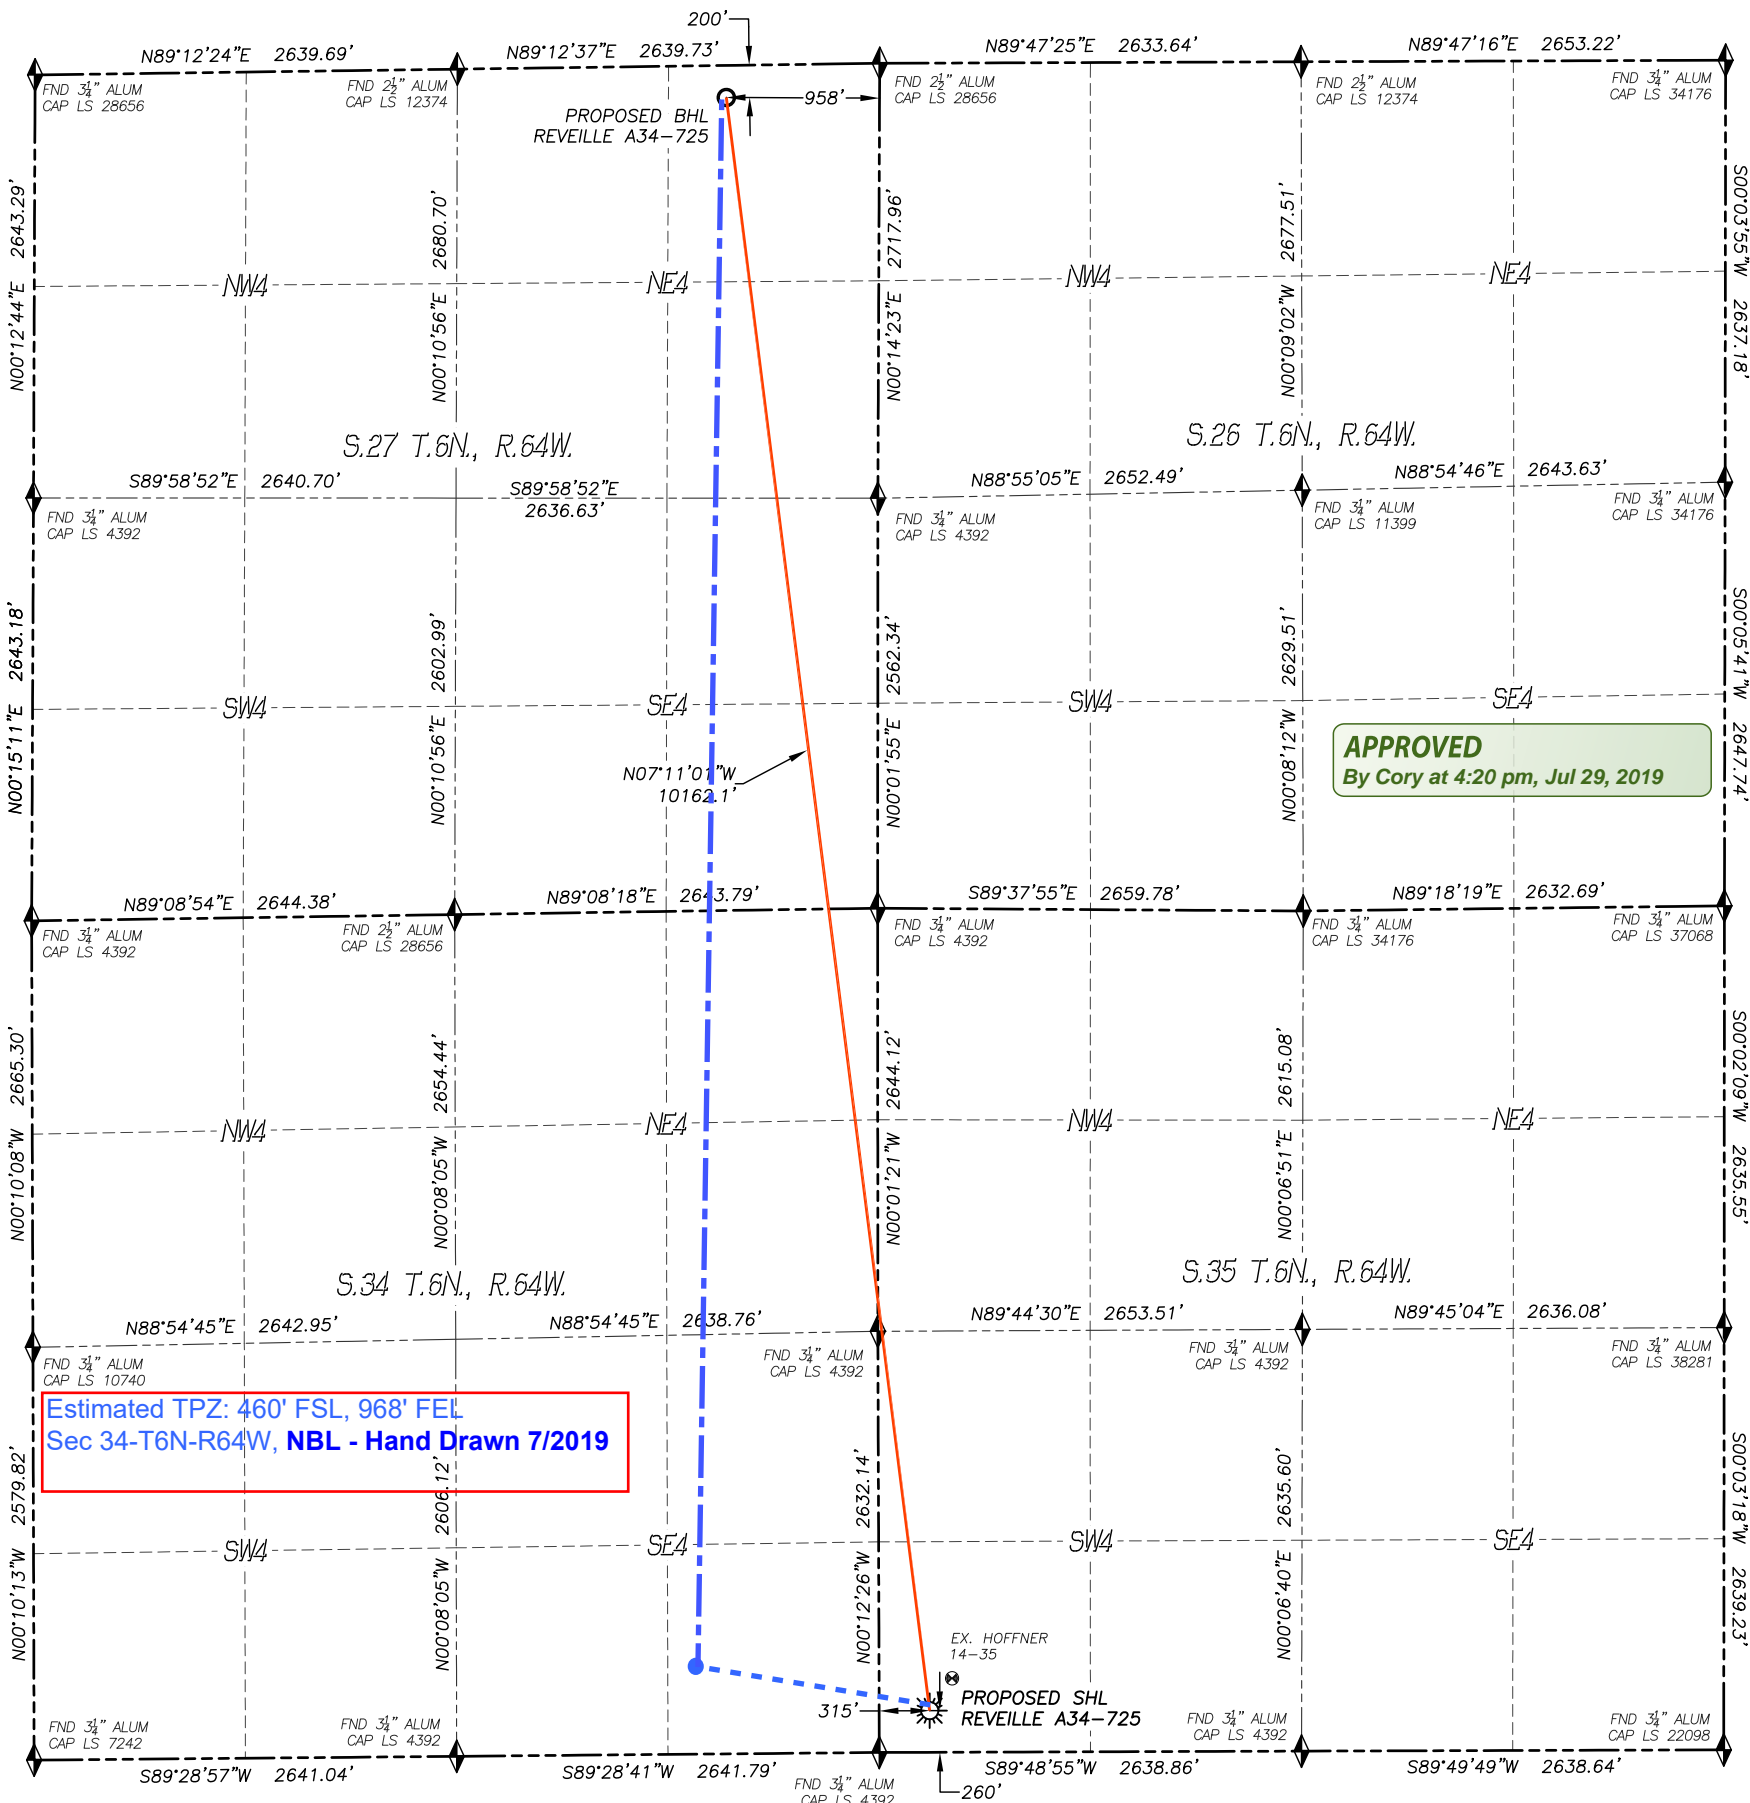 200'
N89°12'24"E 2639.69'
N89°12'37"E 2639.73'
N89°47'25"E 2633.64'
N89°47'16"E 2653.22'
FND 3¼" ALUM
CAP LS 28656
FND 2½" ALUM
CAP LS 12374
FND 2½" ALUM
CAP LS 28656
FND 2½" ALUM
CAP LS 12374
FND 3¼" ALUM
CAP LS 34176
958'
PROPOSED BHL
REVEILLE A34-725
N00°12'44"E 2643.29'
N00°10'56"E 2680.70'
N00°14'23"E 2717.96'
N00°09'02"W 2677.51'
S00°03'55"W 2637.18'
NW4
NE4
NW4
NE4
S.27 T.6N., R.64W.
S.26 T.6N., R.64W.
S89°58'52"E 2640.70'
S89°58'52"E
2636.63'
N88°55'05"E 2652.49'
N88°54'46"E 2643.63'
FND 3¼" ALUM
CAP LS 4392
FND 3¼" ALUM
CAP LS 4392
FND 3¼" ALUM
CAP LS 11399
FND 3¼" ALUM
CAP LS 34176
N00°15'11"E 2643.18'
N00°10'56"E 2602.99'
N00°01'55"E 2562.34'
N00°08'12"W 2629.51'
S00°05'41"W 2647.74'
SW4
SE4
SW4
SE4
APPROVED
By Cory at 4:20 pm, Jul 29, 2019
N07°11'01"W
10162.1'
N89°08'54"E 2644.38'
N89°08'18"E 2643.79'
S89°37'55"E 2659.78'
N89°18'19"E 2632.69'
FND 3¼" ALUM
CAP LS 4392
FND 2½" ALUM
CAP LS 28656
FND 3¼" ALUM
CAP LS 4392
FND 3¼" ALUM
CAP LS 34176
FND 3¼" ALUM
CAP LS 37068
N00°10'08"W 2665.30'
N00°08'05"W 2654.44'
N00°01'21"W 2644.12'
N00°06'51"E 2615.08'
S00°02'09"W 2635.55'
NW4
NE4
NW4
NE4
S.34 T.6N., R.64W.
S.35 T.6N., R.64W.
N88°54'45"E 2642.95'
N88°54'45"E 2638.76'
N89°44'30"E 2653.51'
N89°45'04"E 2636.08'
FND 3¼" ALUM
CAP LS 10740
FND 3¼" ALUM
CAP LS 4392
FND 3¼" ALUM
CAP LS 4392
FND 3¼" ALUM
CAP LS 38281
Estimated TPZ: 460' FSL, 968' FEL
Sec 34-T6N-R64W, NBL - Hand Drawn 7/2019
N00°10'13"W 2579.82'
N00°08'05"W 2606.12'
N00°12'26"W 2632.14'
N00°06'40"E 2635.60'
S00°03'18"W 2639.23'
SW4
SE4
SW4
SE4
EX. HOFFNER
14-35
315'
PROPOSED SHL
REVEILLE A34-725
FND 3¼" ALUM
CAP LS 7242
FND 3¼" ALUM
CAP LS 4392
FND 3¼" ALUM
CAP LS 4392
FND 3¼" ALUM
CAP LS 22098
S89°28'57"W 2641.04'
S89°28'41"W 2641.79'
S89°48'55"W 2638.86'
S89°49'49"W 2638.64'
FND 3¼" ALUM
CAP LS 4392
260'